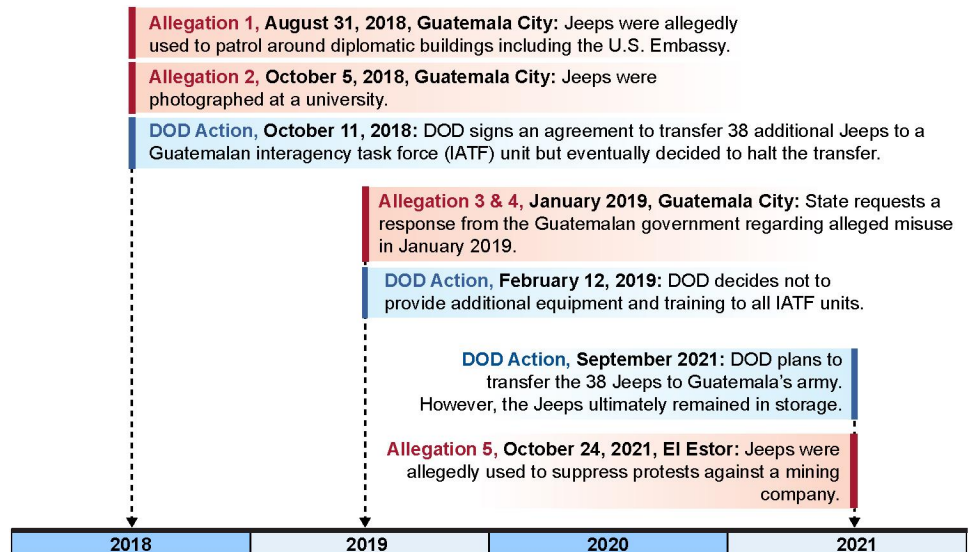 Allegation 1, August 31, 2018, Guatemala City: Jeeps were allegedly
used to patrol around diplomatic buildings including the U.S. Embassy.
Allegation 2, October 5, 2018, Guatemala City: Jeeps were
photographed at a university.
DOD Action, October 11, 2018: DOD signs an agreement to transfer 38 additional Jeeps to a
Guatemalan interagency task force (IATF) unit but eventually decided to halt the transfer.
Allegation 3 & 4, January 2019, Guatemala City: State requests a
response from the Guatemalan government regarding alleged misuse
in January 2019.
DOD Action, February 12, 2019: DOD decides not to
provide additional equipment and training to all IATF units.
DOD Action, September 2021: DOD plans to
transfer the 38 Jeeps to Guatemala's army.
However, the Jeeps ultimately remained in storage.
Allegation 5, October 24, 2021, El Estor: Jeeps were
allegedly used to suppress protests against a mining
company.
2018 2019 2020 2021